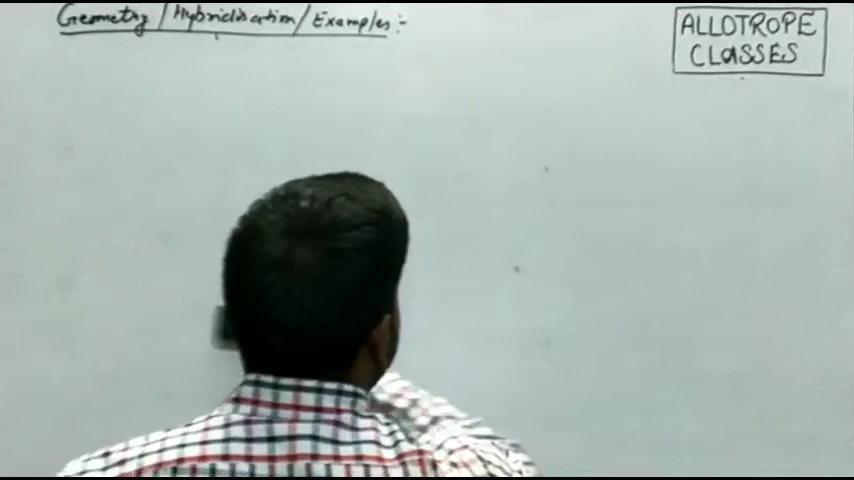 Geometry / Hybridisation / Examples :-
ALLOTROPE
CLASSES